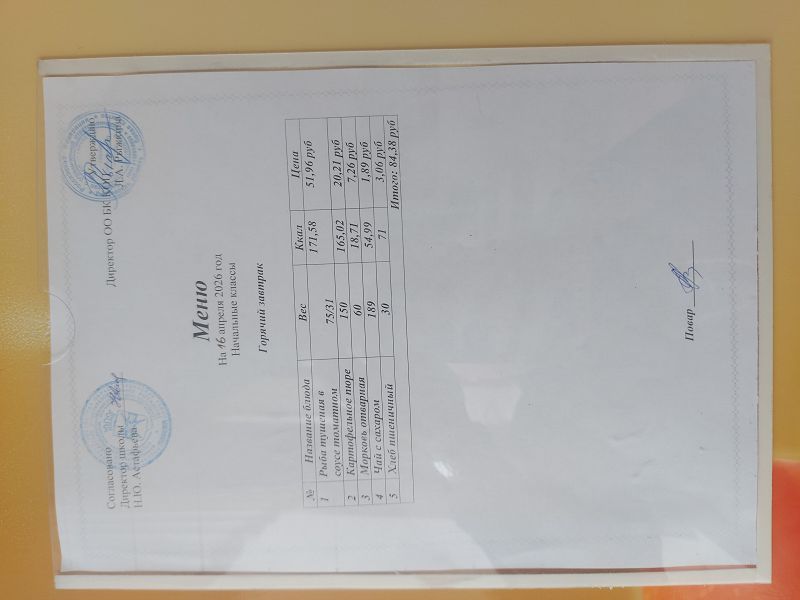 Согласовано
Директор школы
Н.Ю. Астафьева
Утверждаю
Директор ОО БК
Л.А. Рыжкова
Меню
На 16 апреля 2026 год
Начальные классы
Горячий завтрак
№ Название блюда Вес Ккал Цена
1 Рыба тушеная в соусе томатном 75/31 171,58 51,96 руб
2 Картофельное пюре 150 165,02 20,21 руб
3 Морковь отварная 60 18,71 7,26 руб
4 Чай с сахаром 189 54,99 1,89 руб
5 Хлеб пшеничный 30 71 3,06 руб
Итого: 84,38 руб
Повар